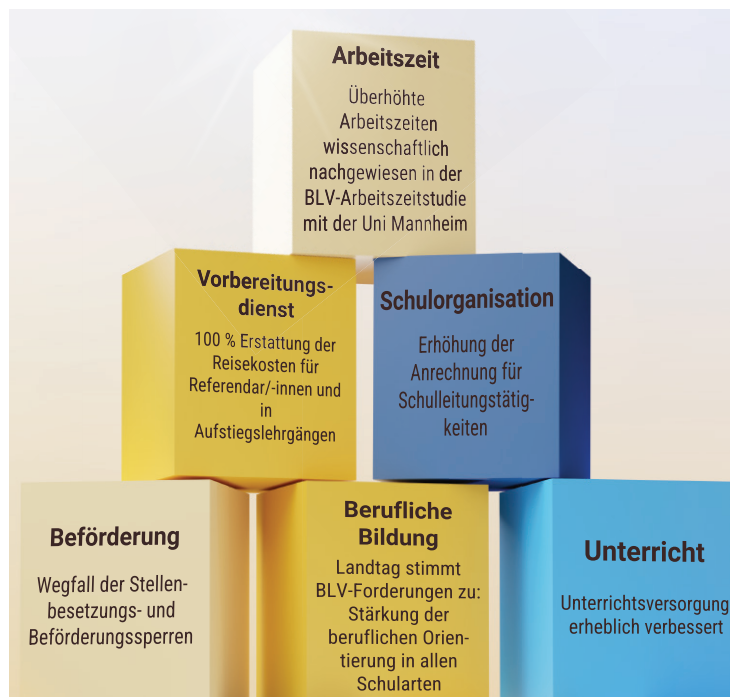 Arbeitszeit
Überhöhte
Arbeitszeiten
wissenschaftlich
nachgewiesen in der
BLV-Arbeitszeitstudie
mit der Uni Mannheim
Vorbereitungs-
dienst
100 % Erstattung der
Reisekosten für
Referendar/-innen und
in
Aufstiegslehrgängen
Schulorganisation
Erhöhung der
Anrechnung für
Schulleitungstätig-
keiten
Beförderung
Wegfall der Stellen-
besetzungs- und
Beförderungssperren
Berufliche
Bildung
Landtag stimmt
BLV-Forderungen zu:
Stärkung der
beruflichen Orien-
tierung in allen
Schularten
Unterricht
Unterrichtsversorgung
erheblich verbessert